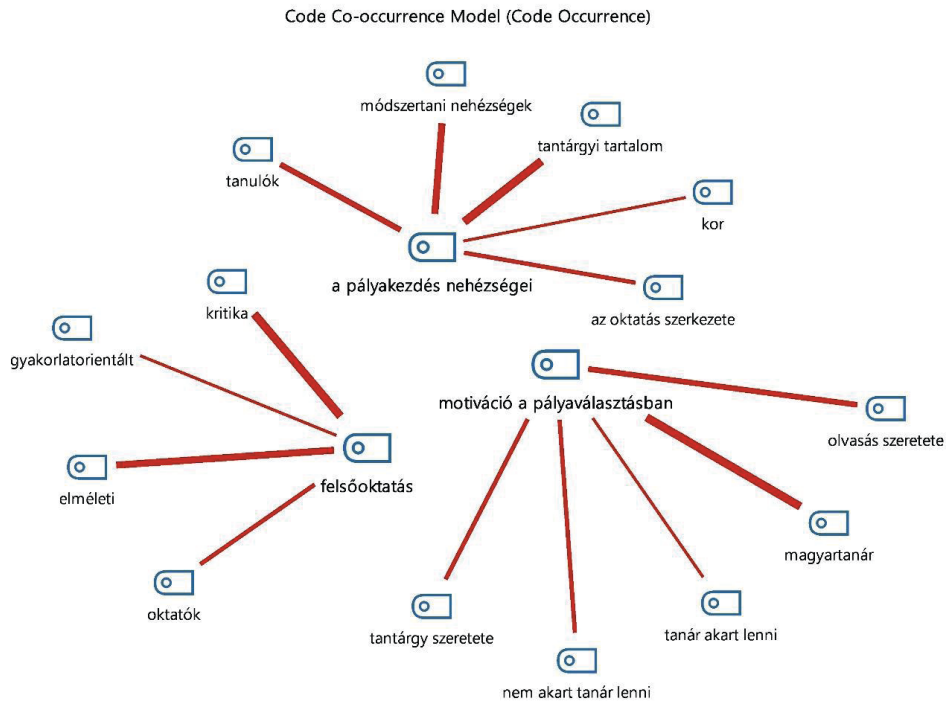 Code Co-occurrence Model (Code Occurrence)
módszertani nehézségek
tantárgyi tartalom
tanulók
kor
a pályakezdés nehézségei
kritika
az oktatás szerkezete
gyakorlatorientált
motiváció a pályaválasztásban
olvasás szeretete
felsőoktatás
elméleti
magyartanár
oktatók
tantárgy szeretete
tanár akart lenni
nem akart tanár lenni